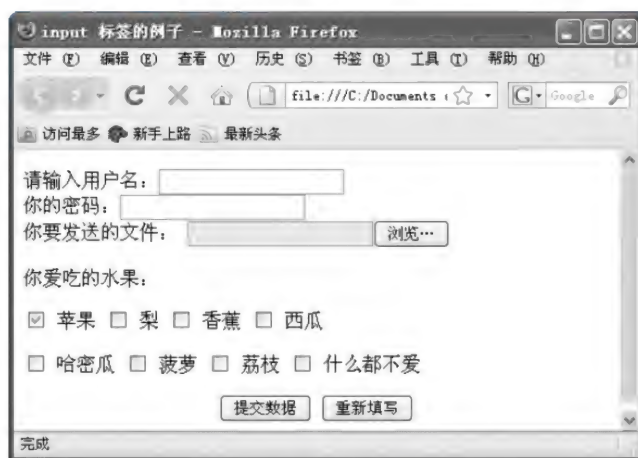 input 标签的例子 - Mozilla Firefox
文件 (F) 编辑 (E) 查看 (V) 历史 (S) 书签 (B) 工具 (T) 帮助 (H)
file:///C:/Documents Google
访问最多 新手上路 最新头条
请输入用户名：
你的密码：
你要发送的文件： 浏览…
你爱吃的水果：
苹果 梨 香蕉 西瓜
哈密瓜 菠萝 荔枝 什么都不爱
提交数据 重新填写
完成